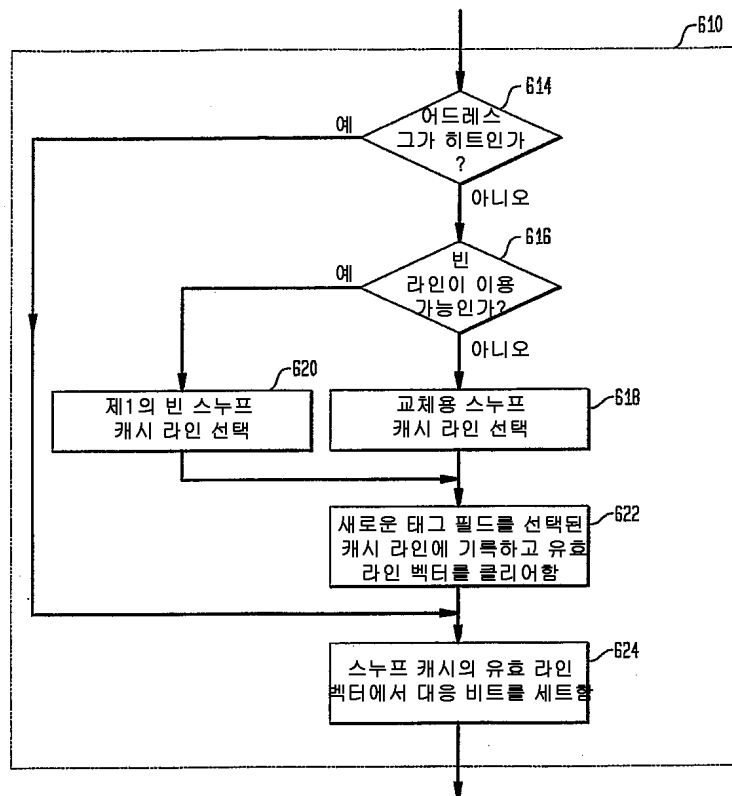 610
614
어드레스
그가 히트인가
?
예
아니오
616
빈
라인이 이용
가능인가?
예
아니오
620
제1의 빈 스누프
캐시 라인 선택
618
교체용 스누프
캐시 라인 선택
622
새로운 태그 필드를 선택된
캐시 라인에 기록하고 유효
라인 벡터를 클리어함
624
스누프 캐시의 유효 라인
벡터에서 대응 비트를 세트함